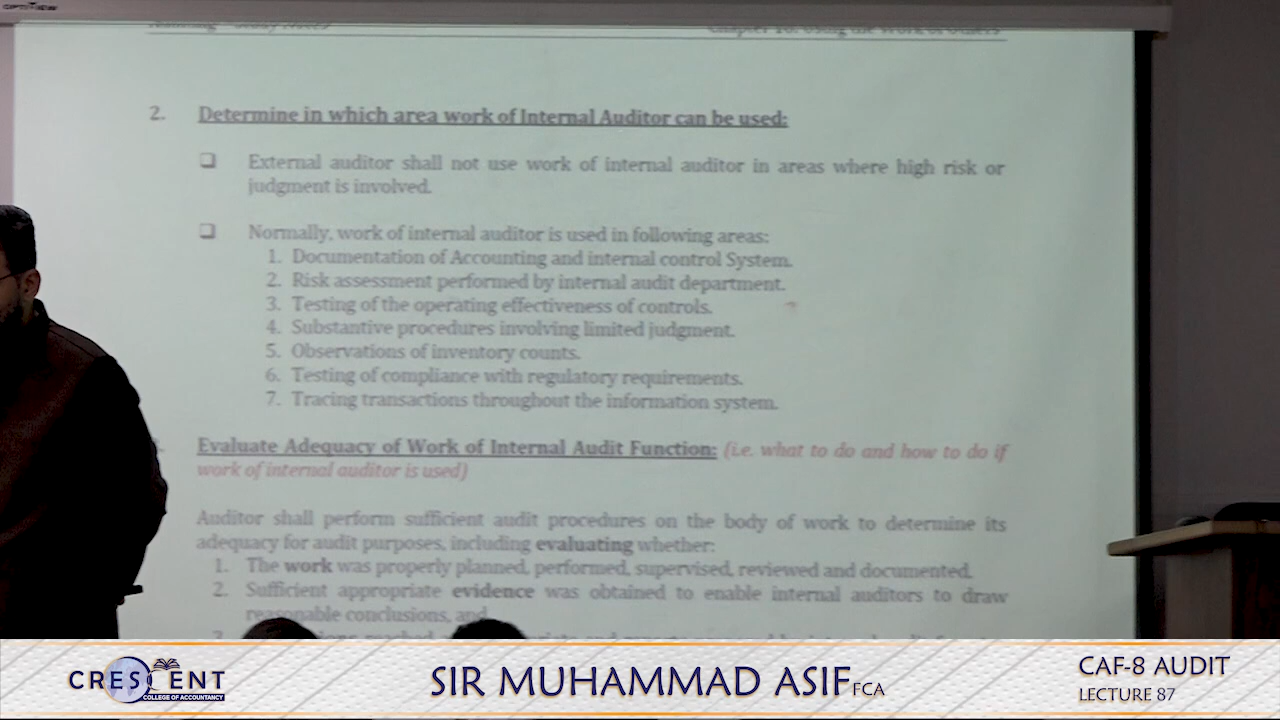 OPTIMA VIEW
Chapter 16: Using the Work of Others
2. Determine in which area work of Internal Auditor can be used:
❑ External auditor shall not use work of internal auditor in areas where high risk or
judgment is involved.
❑ Normally, work of internal auditor is used in following areas:
1. Documentation of Accounting and internal control System.
2. Risk assessment performed by internal audit department.
3. Testing of the operating effectiveness of controls.
4. Substantive procedures involving limited judgment.
5. Observations of inventory counts.
6. Testing of compliance with regulatory requirements.
7. Tracing transactions throughout the information system.
Evaluate Adequacy of Work of Internal Audit Function: (i.e. what to do and how to do if
work of internal auditor is used)
Auditor shall perform sufficient audit procedures on the body of work to determine its
adequacy for audit purposes, including evaluating whether:
1. The work was properly planned, performed, supervised, reviewed and documented.
2. Sufficient appropriate evidence was obtained to enable internal auditors to draw
reasonable conclusions, and
CRESCENT
COLLEGE OF ACCOUNTANCY
SIR MUHAMMAD ASIF FCA
CAF-8 AUDIT
LECTURE 87